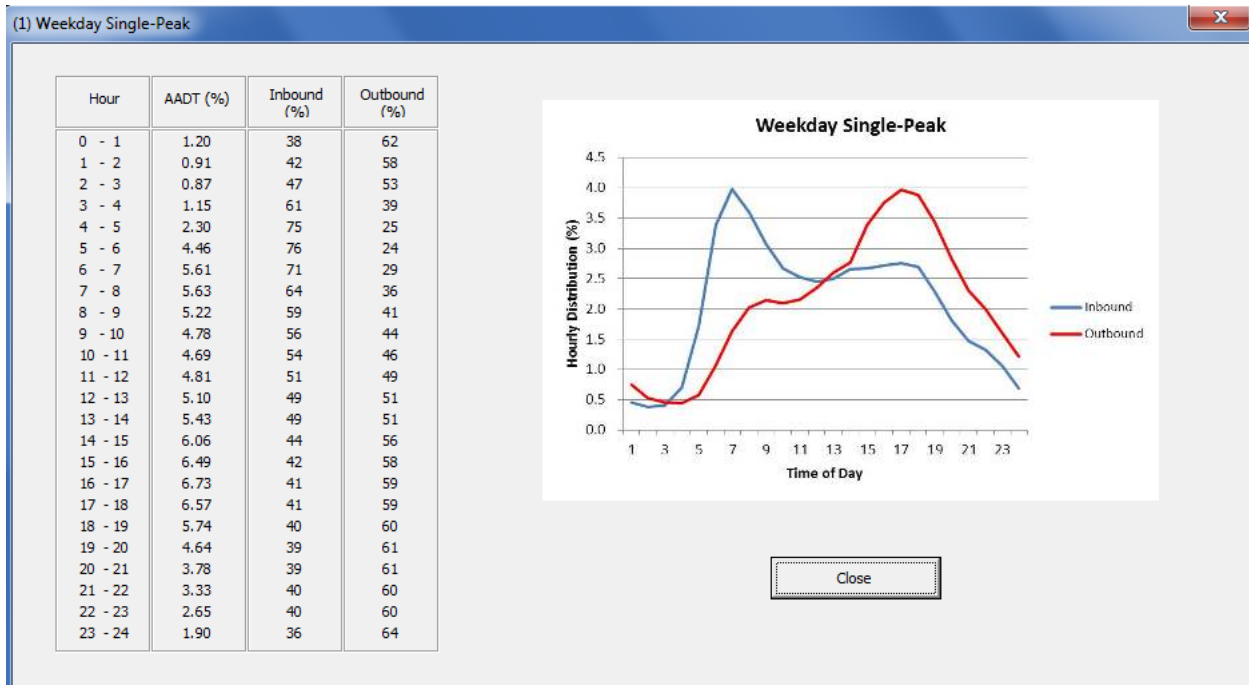 (1) Weekday Single-Peak
X
Hour AADT (%) Inbound (%) Outbound (%)
0 - 1 1.20 38 62
1 - 2 0.91 42 58
2 - 3 0.87 47 53
3 - 4 1.15 61 39
4 - 5 2.30 75 25
5 - 6 4.46 76 24
6 - 7 5.61 71 29
7 - 8 5.63 64 36
8 - 9 5.22 59 41
9 - 10 4.78 56 44
10 - 11 4.69 54 46
11 - 12 4.81 51 49
12 - 13 5.10 49 51
13 - 14 5.43 49 51
14 - 15 6.06 44 56
15 - 16 6.49 42 58
16 - 17 6.73 41 59
17 - 18 6.57 41 59
18 - 19 5.74 40 60
19 - 20 4.64 39 61
20 - 21 3.78 39 61
21 - 22 3.33 40 60
22 - 23 2.65 40 60
23 - 24 1.90 36 64
Weekday Single-Peak
Hourly Distribution (%)
4.5
4.0
3.5
3.0
2.5
2.0
1.5
1.0
0.5
0.0
1 3 5 7 9 11 13 15 17 19 21 23
Time of Day
Inbound
Outbound
Close